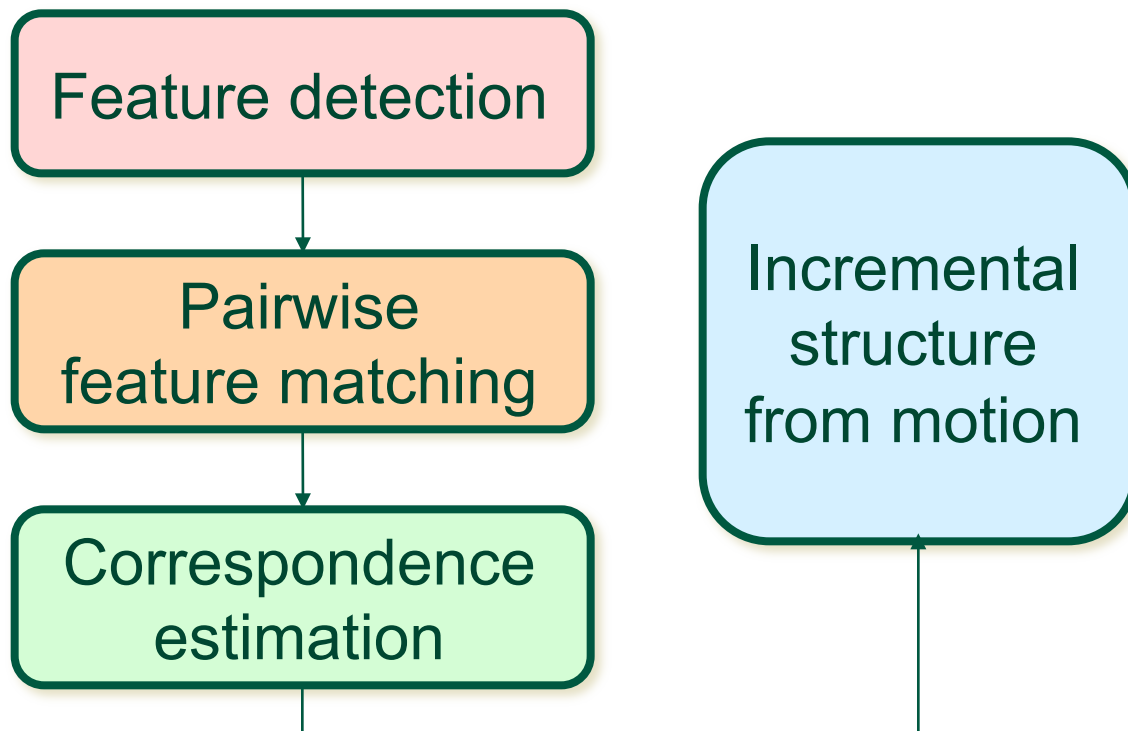 Feature detection
Pairwise
feature matching
Correspondence
estimation
Incremental
structure
from motion